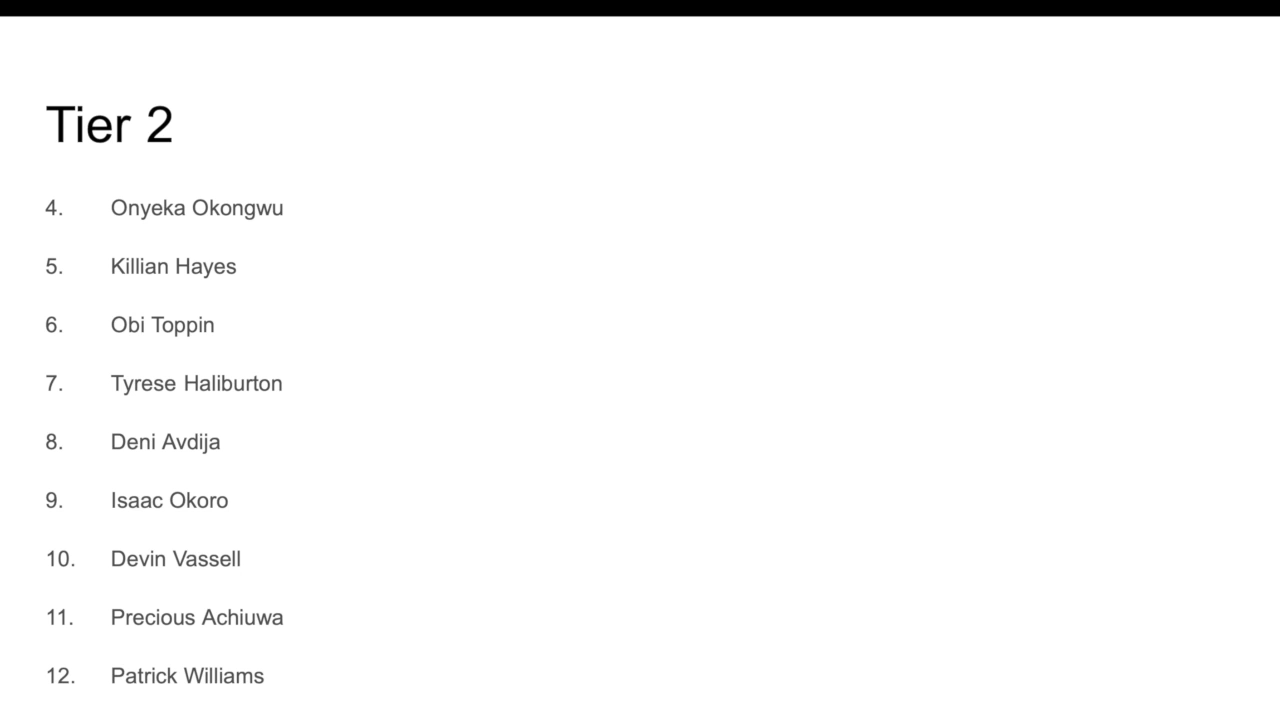 Tier 2
4. Onyeka Okongwu
5. Killian Hayes
6. Obi Toppin
7. Tyrese Haliburton
8. Deni Avdija
9. Isaac Okoro
10. Devin Vassell
11. Precious Achiuwa
12. Patrick Williams